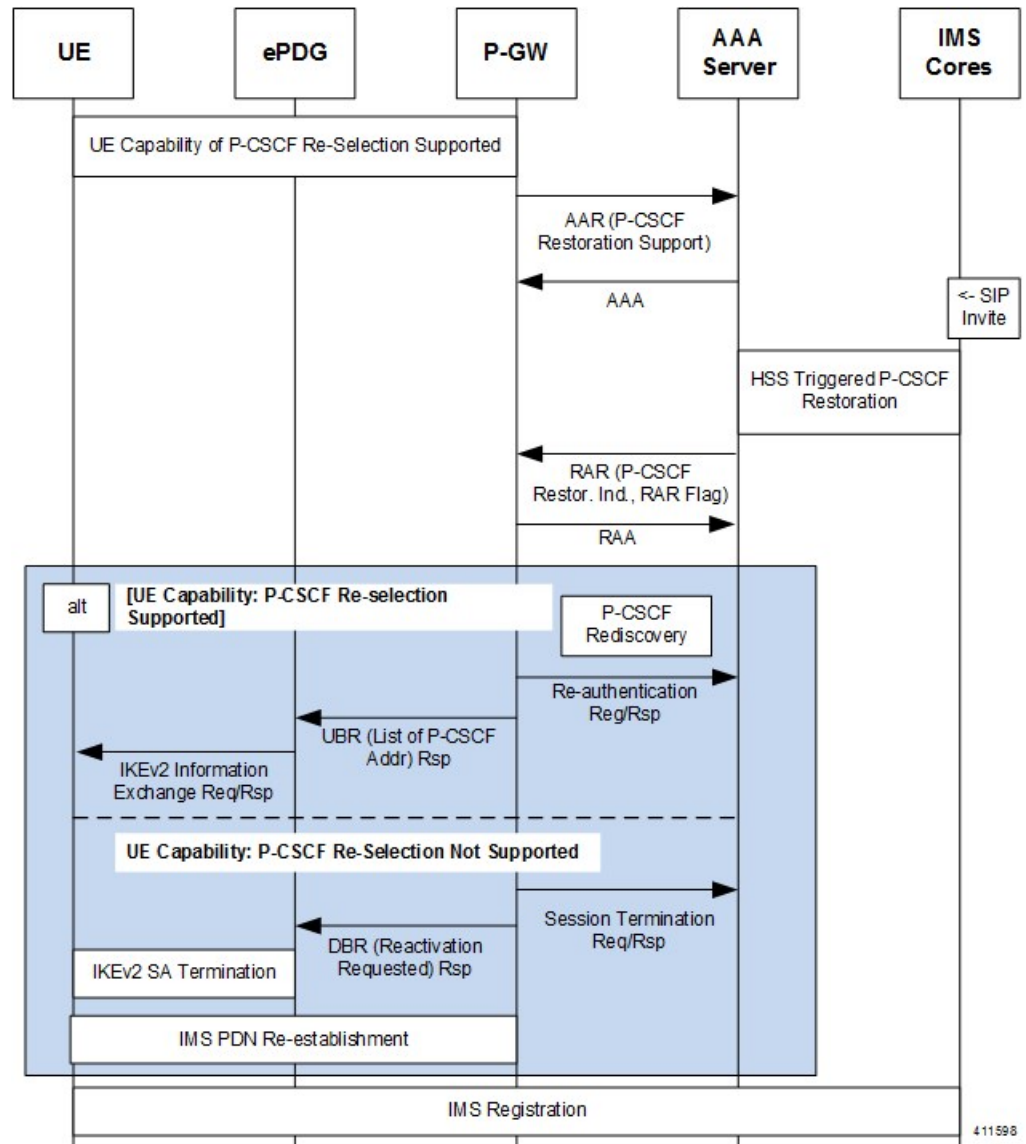 UE
ePDG
P-GW
AAA
Server
IMS
Cores
UE Capability of P-CSCF Re-Selection Supported
AAR (P-CSCF
Restoration Support)
AAA
<- SIP
Invite
HSS Triggered P-CSCF
Restoration
RAR (P-CSCF
Restor. Ind., RAR Flag)
RAA
alt
[UE Capability: P-CSCF Re-selection
Supported]
P-CSCF
Rediscovery
Re-authentication
Reg/Rsp
UBR (List of P-CSCF
Addr) Rsp
IKEv2 Information
Exchange Req/Rsp
UE Capability: P-CSCF Re-Selection Not Supported
Session Termination
Req/Rsp
DBR (Reactivation
Requested) Rsp
IKEv2 SA Termination
IMS PDN Re-establishment
IMS Registration
411598